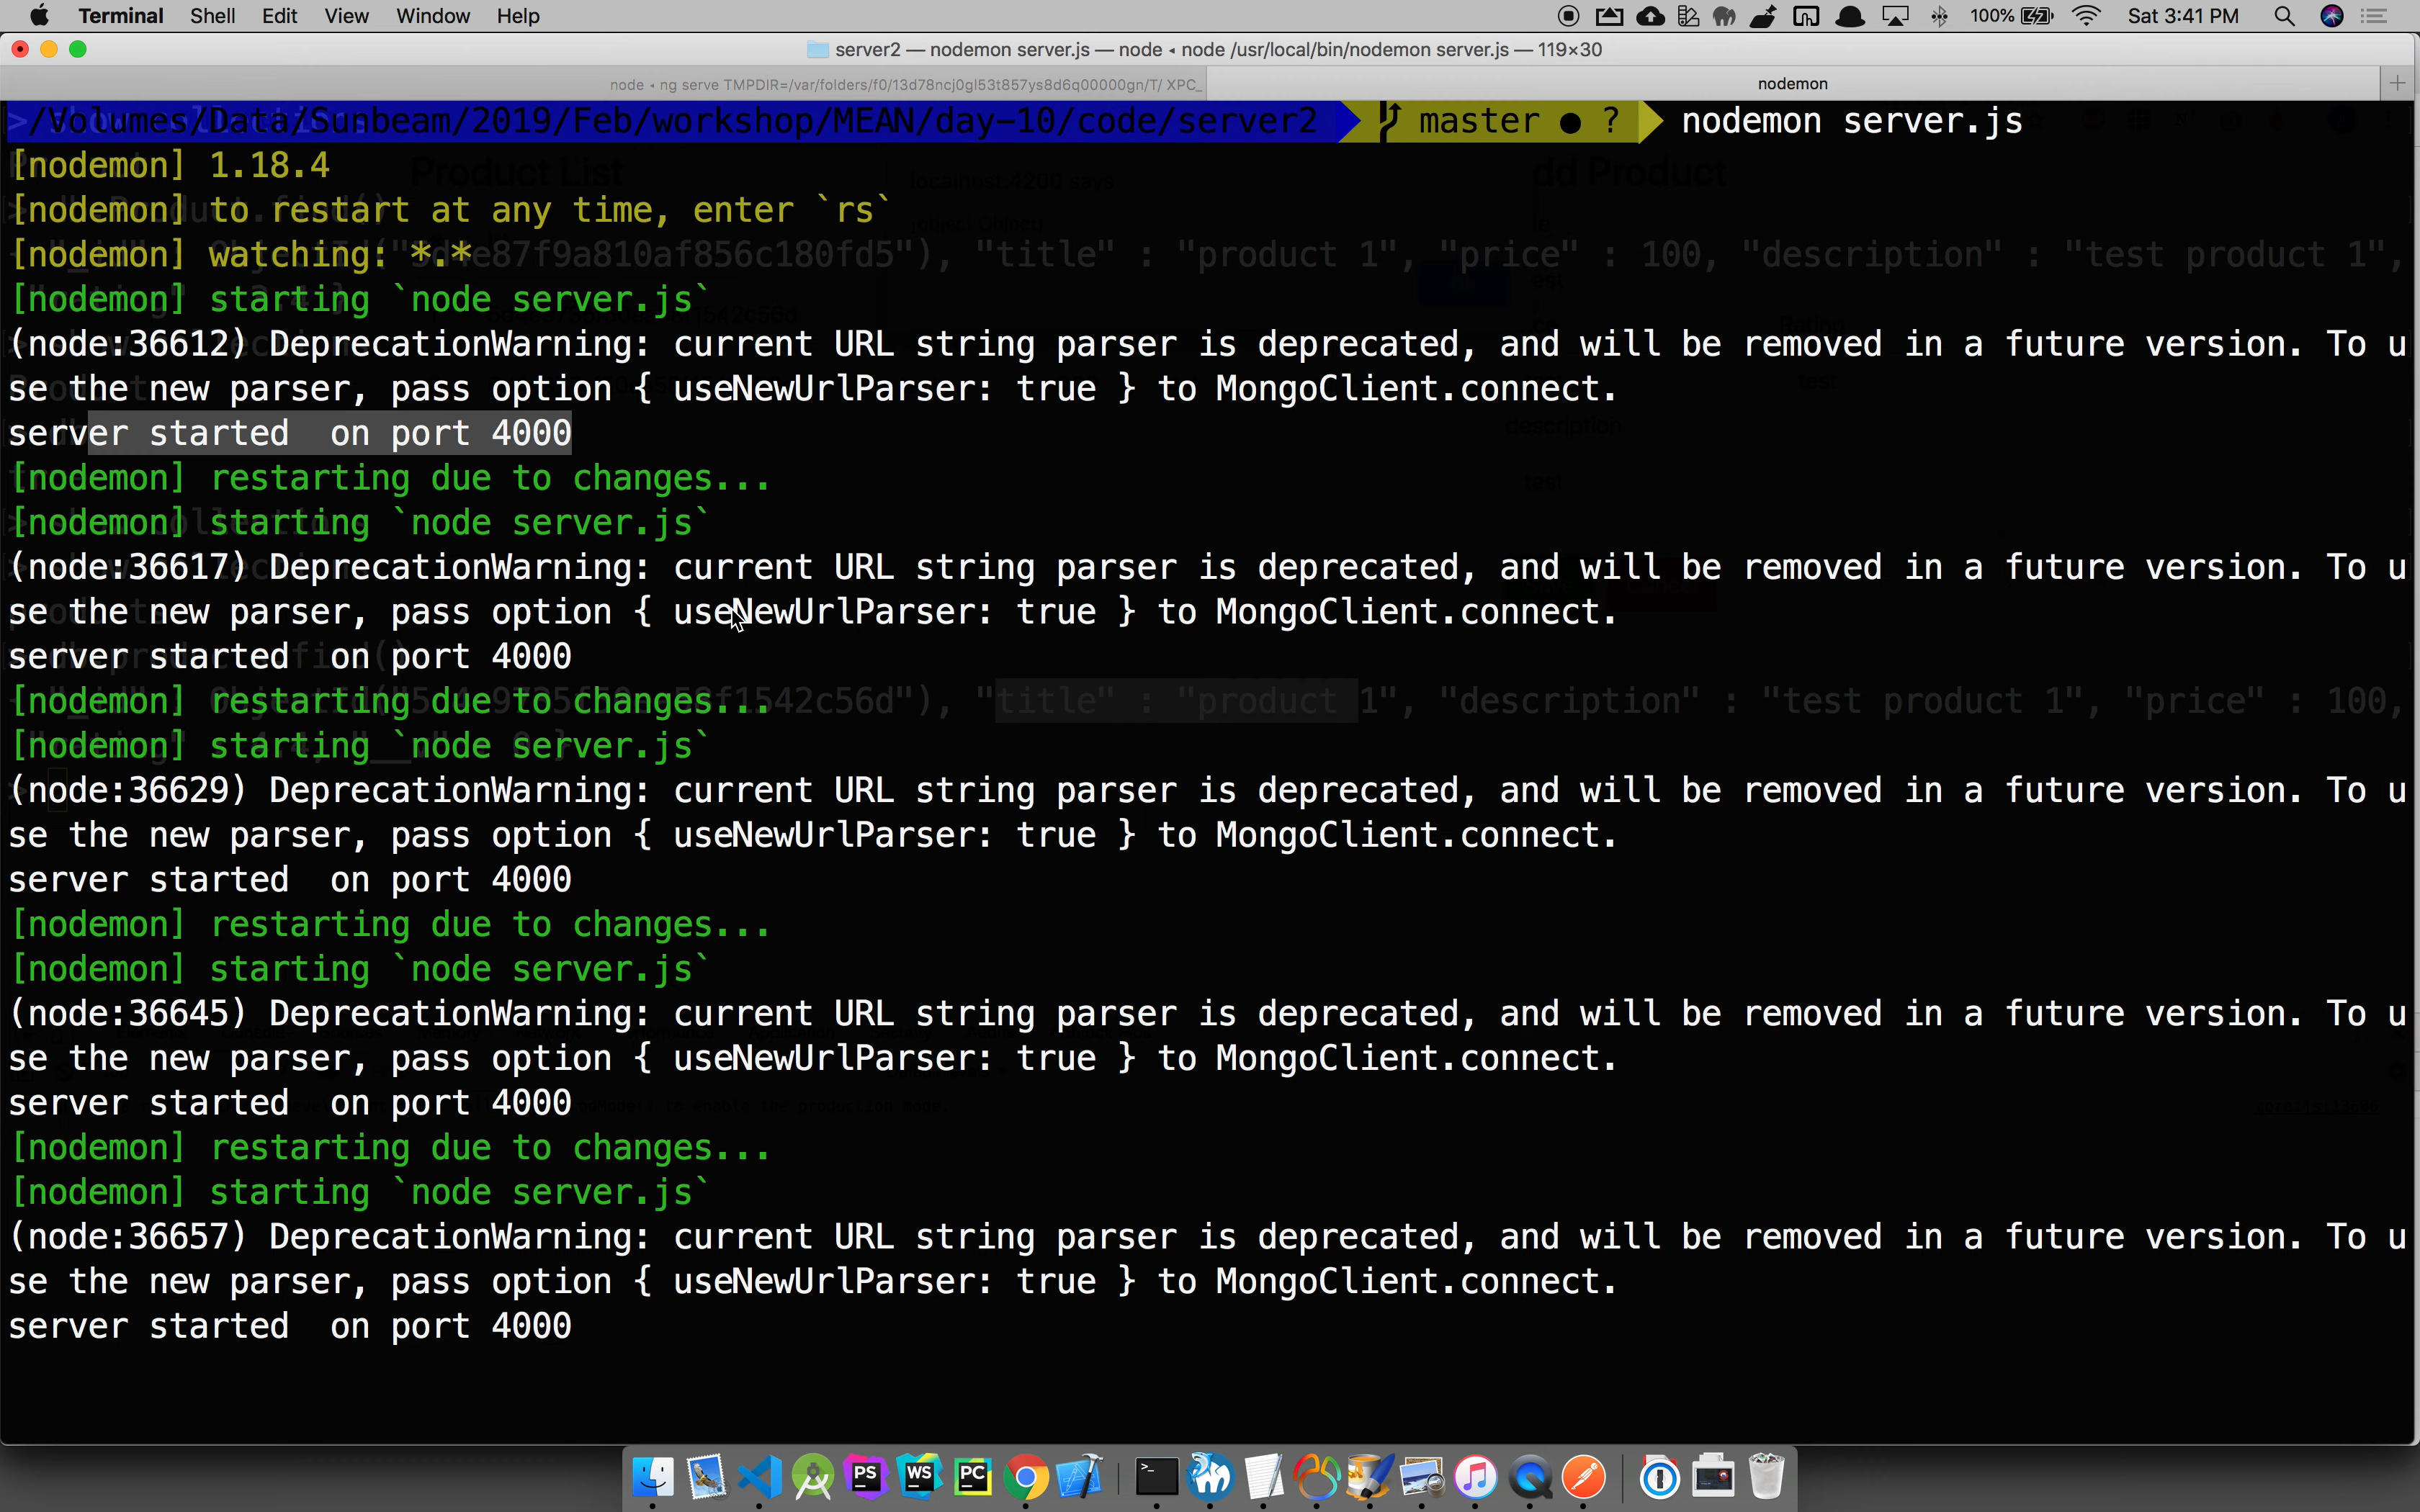 Terminal Shell Edit View Window Help 100% Sat 3:41 PM
server2 — nodemon server.js — node ◂ node /usr/local/bin/nodemon server.js — 119×30
node ◂ ng serve TMPDIR=/var/folders/f0/13d78ncj0gl53t857ys8d6q00000gn/T/ XPC_ nodemon
/Volumes/Data/Sunbeam/2019/Feb/workshop/MEAN/day-10/code/server2 master ● ? nodemon server.js
[nodemon] 1.18.4
[nodemon] to restart at any time, enter `rs`
[nodemon] watching: *.*
[nodemon] starting `node server.js`
(node:36612) DeprecationWarning: current URL string parser is deprecated, and will be removed in a future version. To u
se the new parser, pass option { useNewUrlParser: true } to MongoClient.connect.
server started  on port 4000
[nodemon] restarting due to changes...
[nodemon] starting `node server.js`
(node:36617) DeprecationWarning: current URL string parser is deprecated, and will be removed in a future version. To u
se the new parser, pass option { useNewUrlParser: true } to MongoClient.connect.
server started  on port 4000
[nodemon] restarting due to changes...
[nodemon] starting `node server.js`
(node:36629) DeprecationWarning: current URL string parser is deprecated, and will be removed in a future version. To u
se the new parser, pass option { useNewUrlParser: true } to MongoClient.connect.
server started  on port 4000
[nodemon] restarting due to changes...
[nodemon] starting `node server.js`
(node:36645) DeprecationWarning: current URL string parser is deprecated, and will be removed in a future version. To u
se the new parser, pass option { useNewUrlParser: true } to MongoClient.connect.
server started  on port 4000
[nodemon] restarting due to changes...
[nodemon] starting `node server.js`
(node:36657) DeprecationWarning: current URL string parser is deprecated, and will be removed in a future version. To u
se the new parser, pass option { useNewUrlParser: true } to MongoClient.connect.
server started  on port 4000
PS WS PC